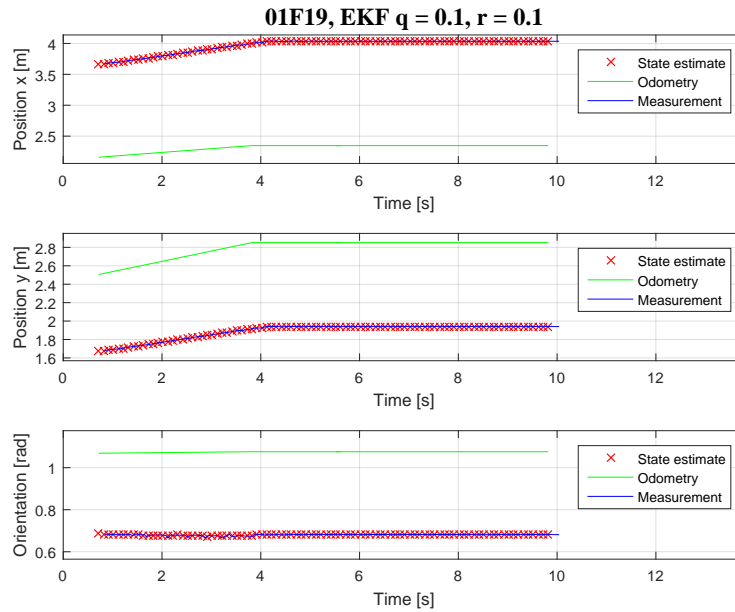 01F19, EKF q = 0.1, r = 0.1
Position x [m]
4
3.5
3
2.5
State estimate
Odometry
Measurement
0 2 4 6 8 10 12
Time [s]
Position y [m]
2.8
2.6
2.4
2.2
2
1.8
1.6
State estimate
Odometry
Measurement
0 2 4 6 8 10 12
Time [s]
Orientation [rad]
1
0.8
0.6
State estimate
Odometry
Measurement
0 2 4 6 8 10 12
Time [s]